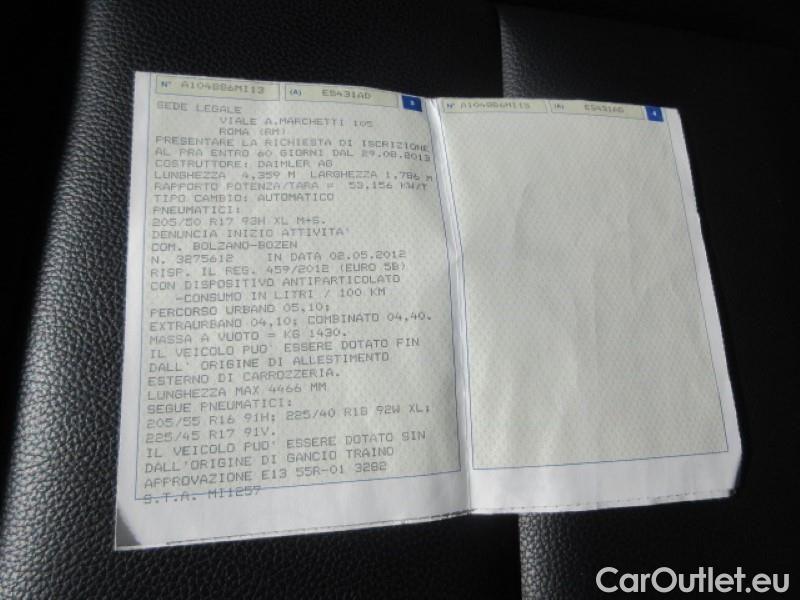 N° A104886MI13 (A) ES431AD 3
SEDE LEGALE
VIALE A.MARCHETTI 105
ROMA (RM)
PRESENTARE LA RICHIESTA DI ISCRIZIONE
AL PRA ENTRO 60 GIORNI DAL 29.08.2013
COSTRUTTORE: DAIMLER AG
LUNGHEZZA 4,359 M LARGHEZZA 1,786 M
RAPPORTO POTENZA/TARA = 53,156 KW/T
TIPO CAMBIO: AUTOMATICO
PNEUMATICI:
205/50 R17 93H XL M+S.
DENUNCIA INIZIO ATTIVITA'
COM. BOLZANO-BOZEN
N. 3275612 IN DATA 02.05.2012
RISP. IL REG. 459/2012 (EURO 5B)
CON DISPOSITIVO ANTIPARTICOLATO
-CONSUMO IN LITRI / 100 KM
PERCORSO URBANO 05,10;
EXTRAURBANO 04,10; COMBINATO 04,40.
MASSA A VUOTO = KG 1430.
IL VEICOLO PUO' ESSERE DOTATO FIN
DALL' ORIGINE DI ALLESTIMENTO
ESTERNO DI CARROZZERIA.
LUNGHEZZA MAX 4466 MM
SEGUE PNEUMATICI:
205/55 R16 91H; 225/40 R18 92W XL;
225/45 R17 91V.
IL VEICOLO PUO' ESSERE DOTATO SIN
DALL'ORIGINE DI GANCIO TRAINO
APPROVAZIONE E13 55R-01 3282
S.T.A. MI1257
N° A104886MI13 (A) ES431AD 4
CarOutlet.eu